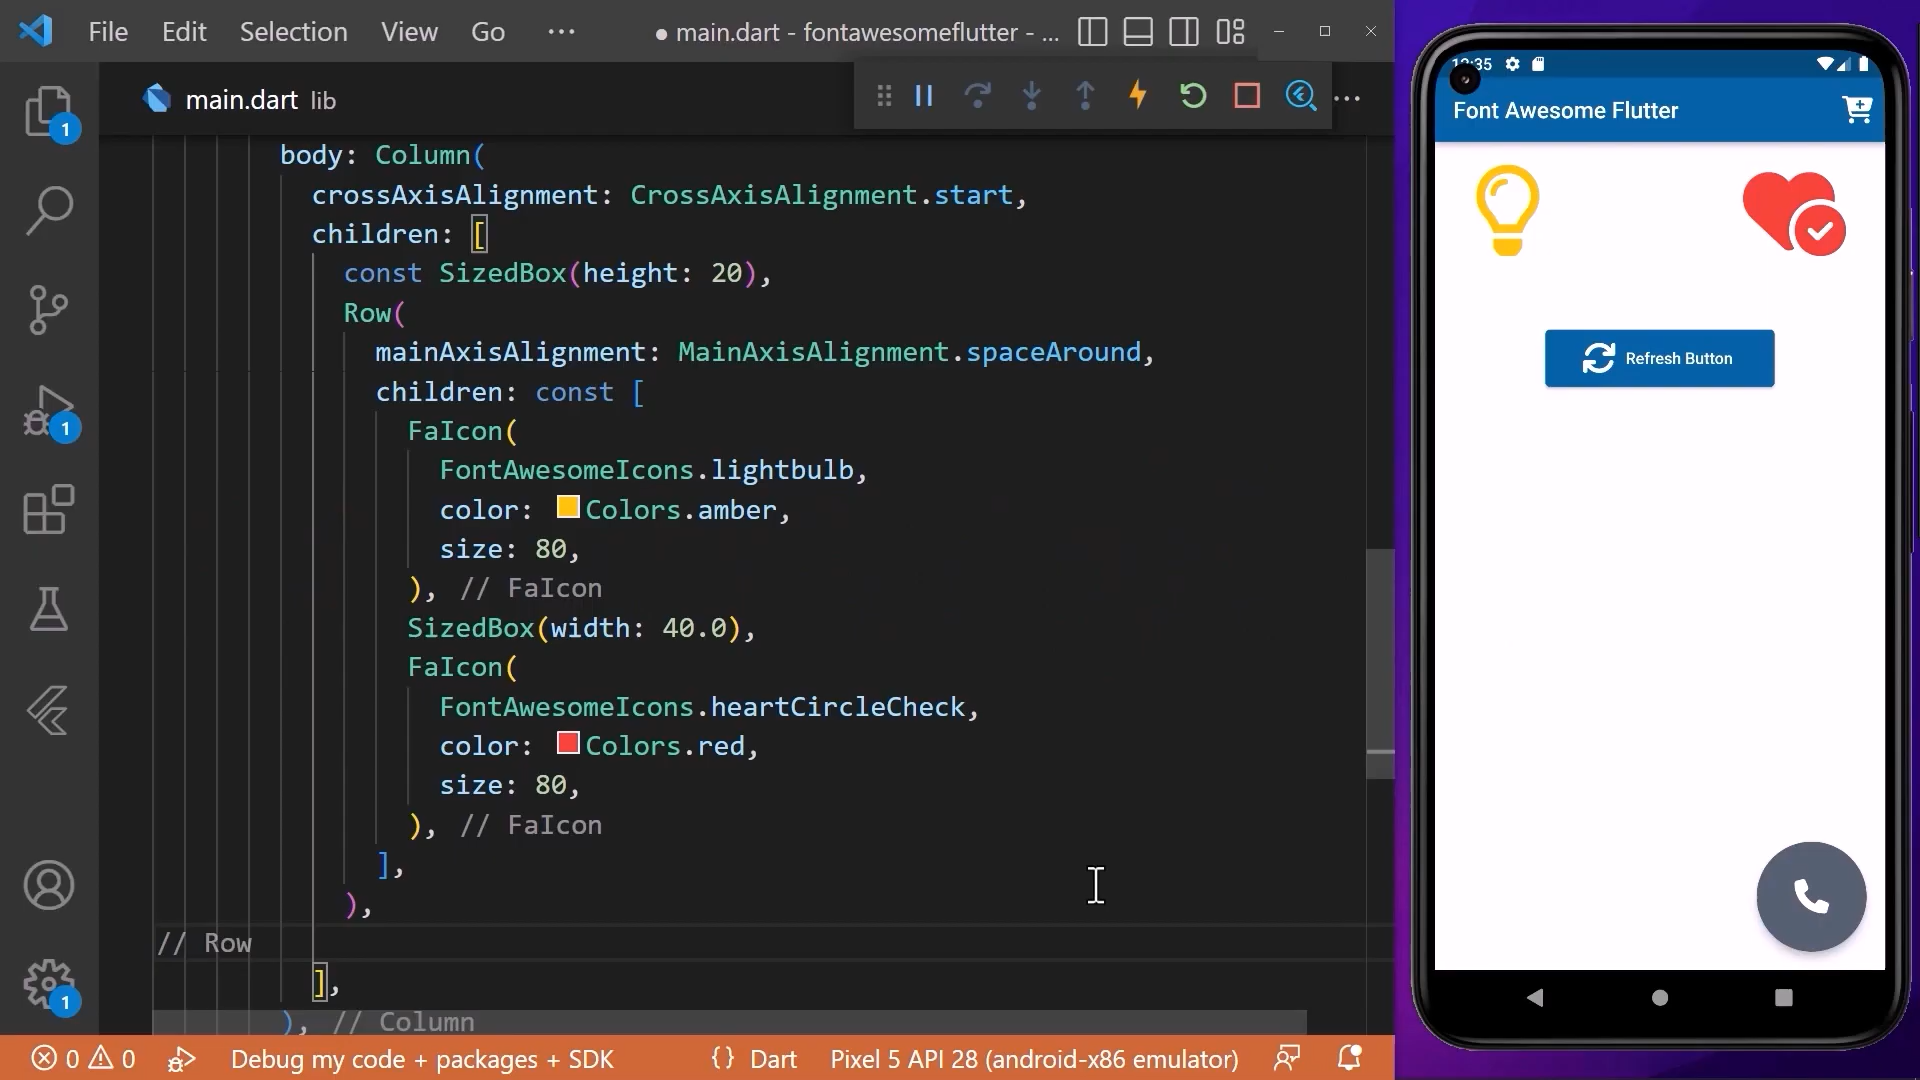 File Edit Selection View Go ··· ● main.dart - fontawesomeflutter - ...
main.dart lib
body: Column(
crossAxisAlignment: CrossAxisAlignment.start,
children: [
const SizedBox(height: 20),
Row(
mainAxisAlignment: MainAxisAlignment.spaceAround,
children: const [
FaIcon(
FontAwesomeIcons.lightbulb,
color: Colors.amber,
size: 80,
), // FaIcon
SizedBox(width: 40.0),
FaIcon(
FontAwesomeIcons.heartCircleCheck,
color: Colors.red,
size: 80,
), // FaIcon
],
),
// Row
],
), // Column
1
1
1
0 0 Debug my code + packages + SDK {} Dart Pixel 5 API 28 (android-x86 emulator)
Font Awesome Flutter
Refresh Button